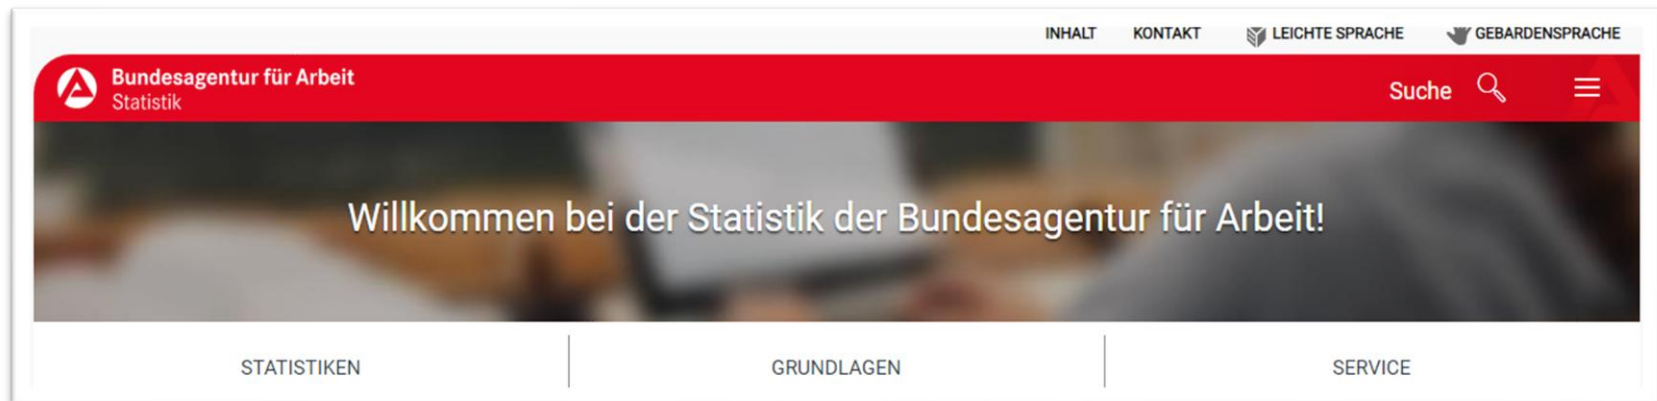 INHALT KONTAKT LEICHTE SPRACHE GEBARDENSPRACHE
Bundesagentur für Arbeit
Statistik
Suche
Willkommen bei der Statistik der Bundesagentur für Arbeit!
STATISTIKEN GRUNDLAGEN SERVICE